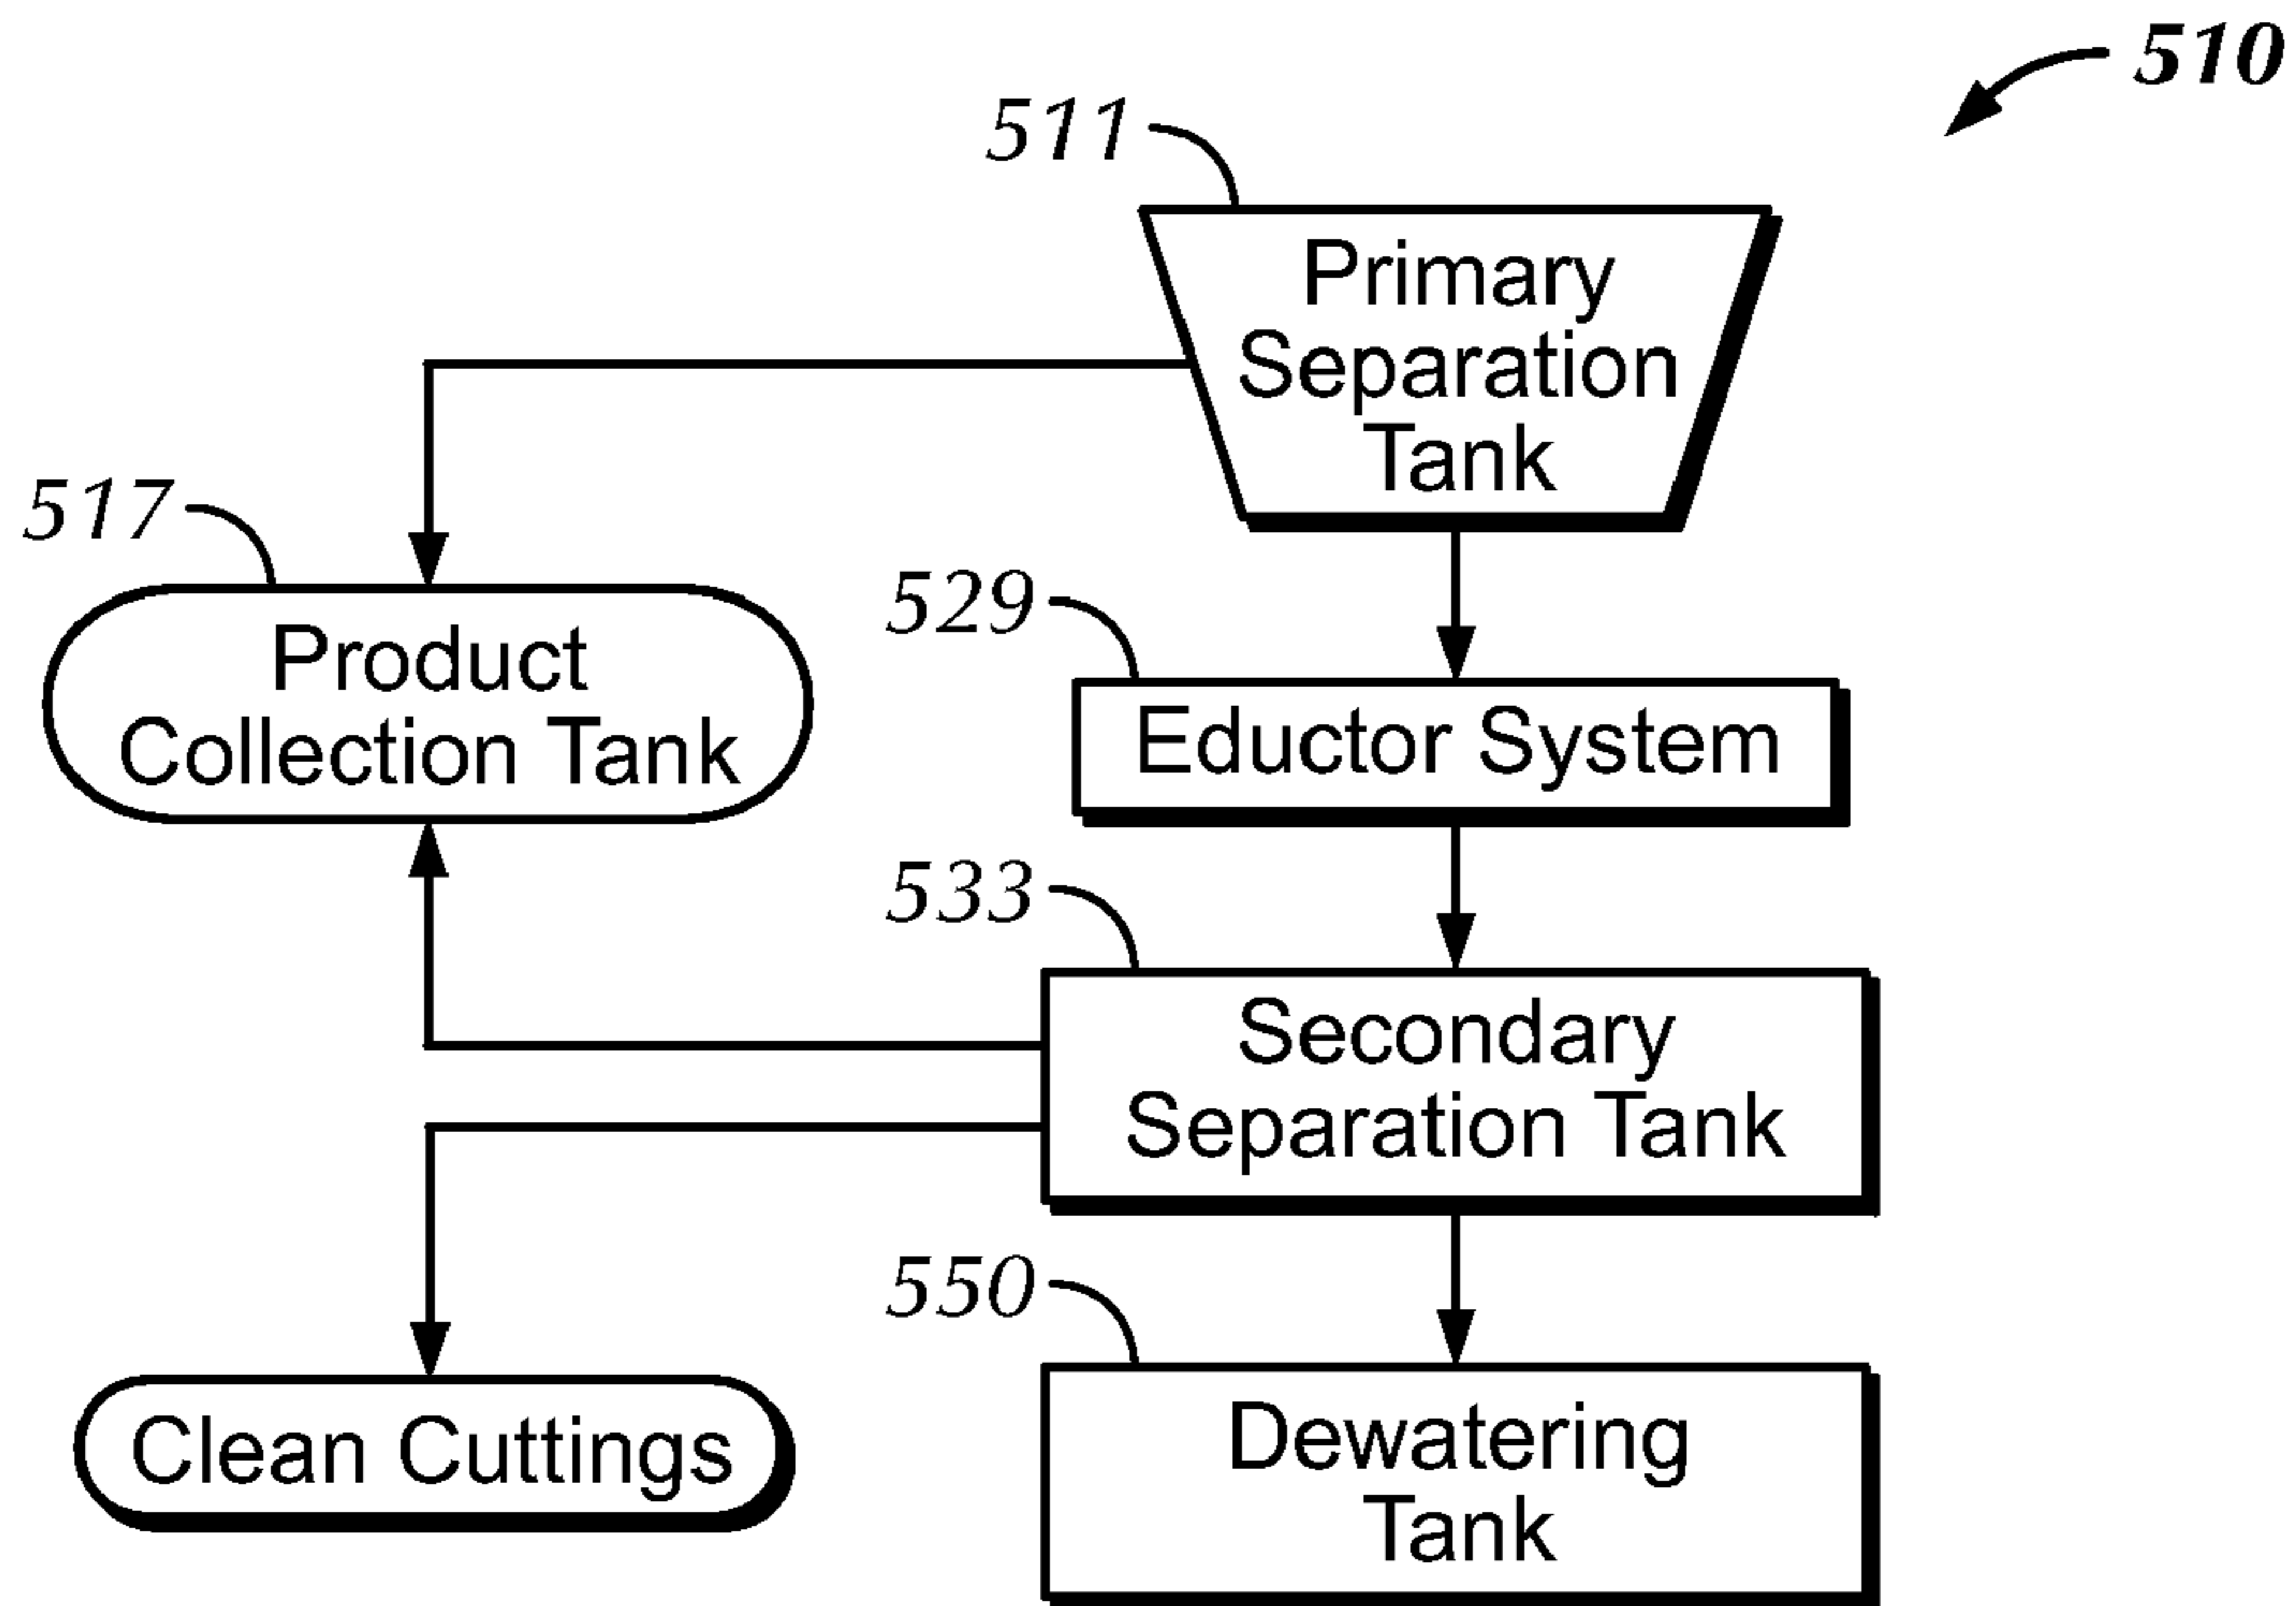 510
511
Primary
Separation
Tank
517
Product
Collection Tank
529
Eductor System
533
Secondary
Separation Tank
550
Clean Cuttings
Dewatering
Tank